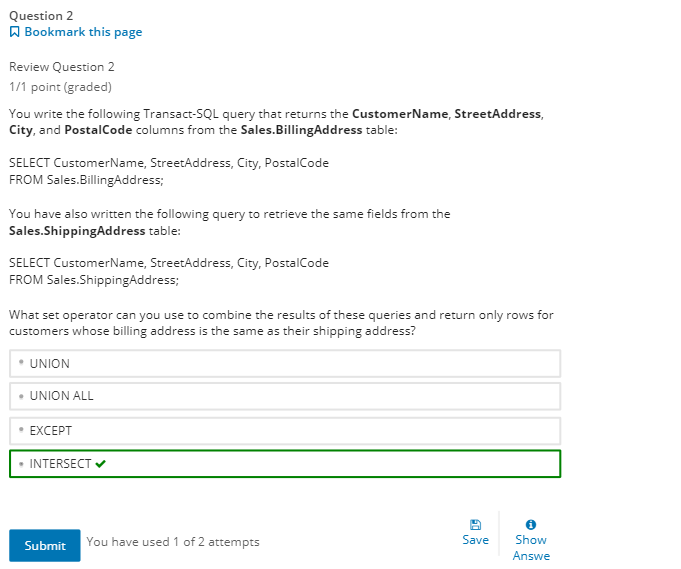 Question 2
Bookmark this page
Review Question 2
1/1 point (graded)
You write the following Transact-SQL query that returns the CustomerName, StreetAddress,
City, and PostalCode columns from the Sales.BillingAddress table:
SELECT CustomerName, StreetAddress, City, PostalCode
FROM Sales.BillingAddress;
You have also written the following query to retrieve the same fields from the
Sales.ShippingAddress table:
SELECT CustomerName, StreetAddress, City, PostalCode
FROM Sales.ShippingAddress;
What set operator can you use to combine the results of these queries and return only rows for
customers whose billing address is the same as their shipping address?
UNION
UNION ALL
EXCEPT
INTERSECT
Submit
You have used 1 of 2 attempts
Save
Show
Answe